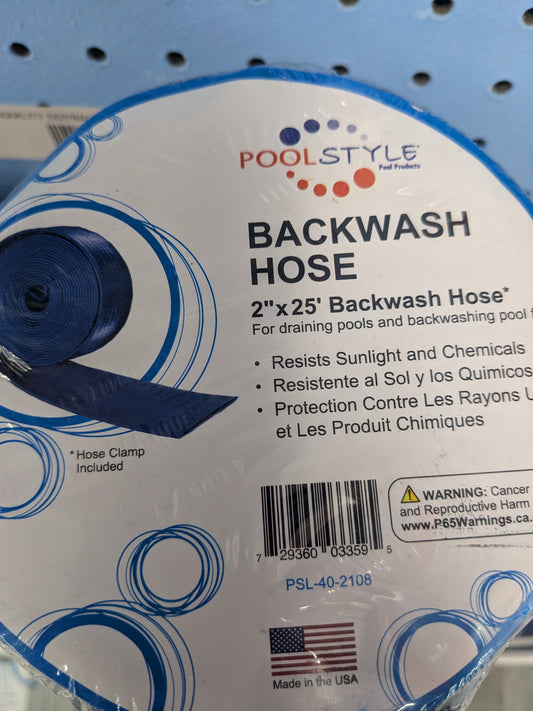 POOLSTYLE
Pool Products
BACKWASH
HOSE
2"x25' Backwash Hose*
For draining pools and backwashing pool
• Resists Sunlight and Chemicals
• Resistente al Sol y los Quimicos
• Protection Contre Les Rayons U
et Les Produit Chimiques
*Hose Clamp
Included
WARNING: Cancer
and Reproductive Harm
www.P65Warnings.ca.
7 29360 03359 5
PSL-40-2108
Made in the USA